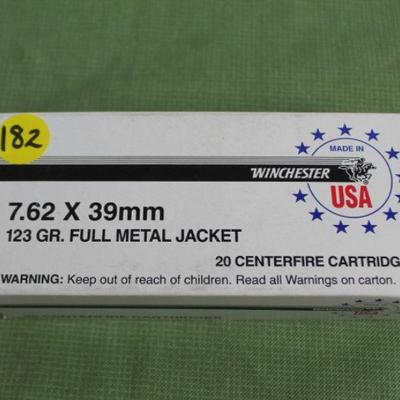 182
MADE IN
WINCHESTER
USA
7.62 X 39mm
123 GR. FULL METAL JACKET
20 CENTERFIRE CARTRIDG
WARNING: Keep out of reach of children. Read all Warnings on carton.